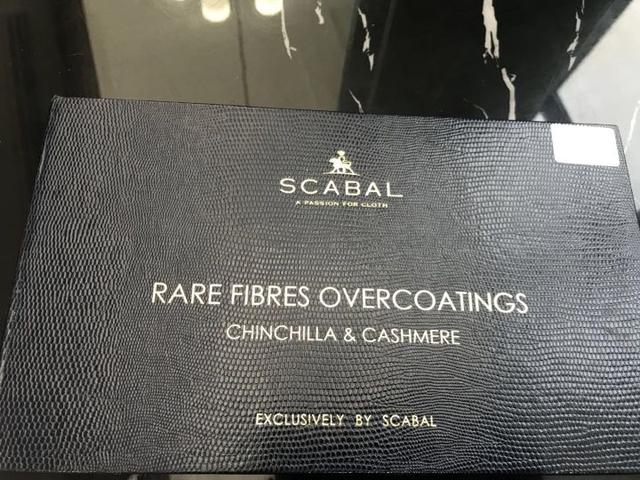 SCABAL
A PASSION FOR CLOTH
RARE FIBRES OVERCOATINGS
CHINCHILLA & CASHMERE
EXCLUSIVELY BY SCABAL